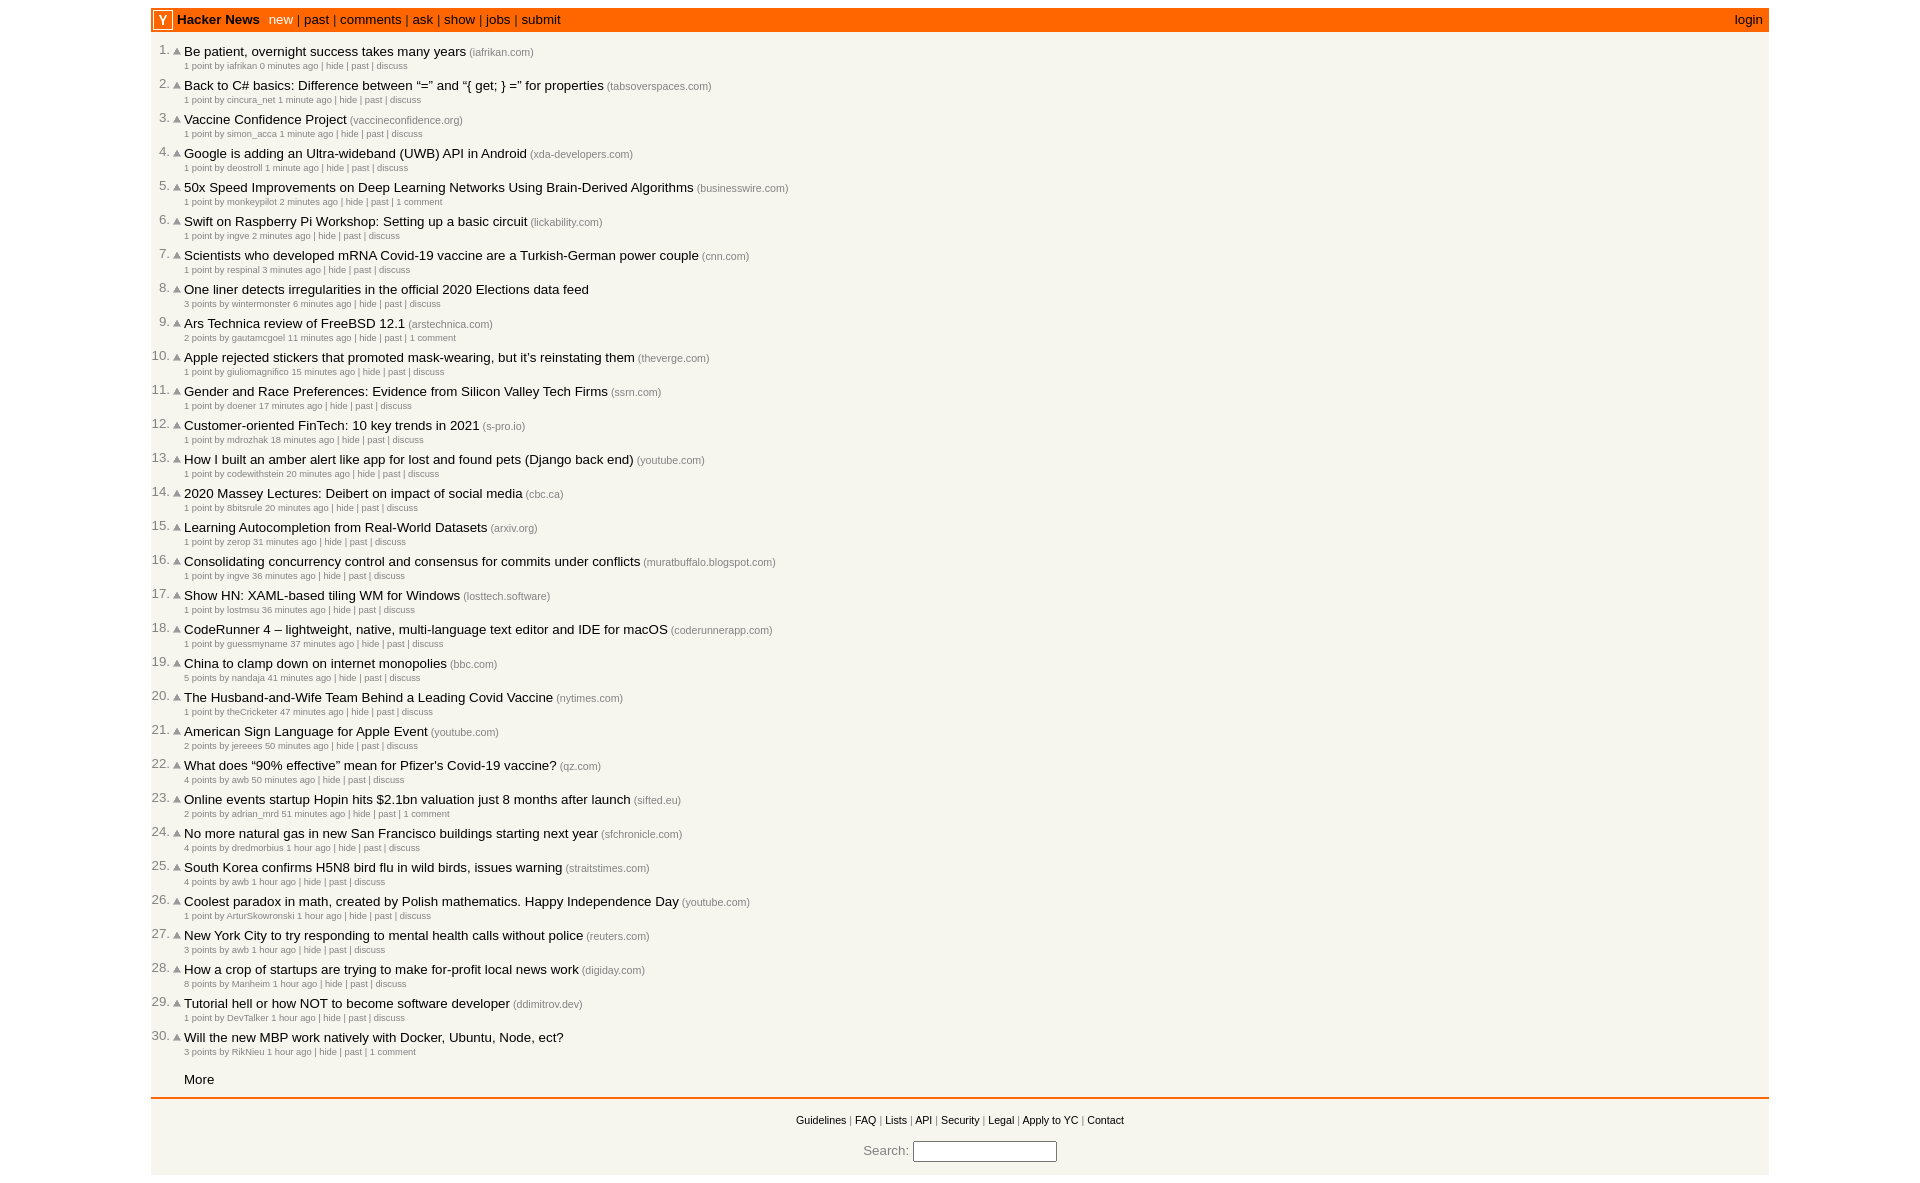 Y Hacker News new | past | comments | ask | show | jobs | submit login
1. Be patient, overnight success takes many years (iafrikan.com)
1 point by iafrikan 0 minutes ago | hide | past | discuss
2. Back to C# basics: Difference between “=” and “{ get; } =” for properties (tabsoverspaces.com)
1 point by cincura_net 1 minute ago | hide | past | discuss
3. Vaccine Confidence Project (vaccineconfidence.org)
1 point by simon_acca 1 minute ago | hide | past | discuss
4. Google is adding an Ultra-wideband (UWB) API in Android (xda-developers.com)
1 point by deostroll 1 minute ago | hide | past | discuss
5. 50x Speed Improvements on Deep Learning Networks Using Brain-Derived Algorithms (businesswire.com)
1 point by monkeypilot 2 minutes ago | hide | past | 1 comment
6. Swift on Raspberry Pi Workshop: Setting up a basic circuit (lickability.com)
1 point by ingve 2 minutes ago | hide | past | discuss
7. Scientists who developed mRNA Covid-19 vaccine are a Turkish-German power couple (cnn.com)
1 point by respinal 3 minutes ago | hide | past | discuss
8. One liner detects irregularities in the official 2020 Elections data feed
3 points by wintermonster 6 minutes ago | hide | past | discuss
9. Ars Technica review of FreeBSD 12.1 (arstechnica.com)
2 points by gautamcgoel 11 minutes ago | hide | past | 1 comment
10. Apple rejected stickers that promoted mask-wearing, but it’s reinstating them (theverge.com)
1 point by giuliomagnifico 15 minutes ago | hide | past | discuss
11. Gender and Race Preferences: Evidence from Silicon Valley Tech Firms (ssrn.com)
1 point by doener 17 minutes ago | hide | past | discuss
12. Customer-oriented FinTech: 10 key trends in 2021 (s-pro.io)
1 point by mdrozhak 18 minutes ago | hide | past | discuss
13. How I built an amber alert like app for lost and found pets (Django back end) (youtube.com)
1 point by codewithstein 20 minutes ago | hide | past | discuss
14. 2020 Massey Lectures: Deibert on impact of social media (cbc.ca)
1 point by 8bitsrule 20 minutes ago | hide | past | discuss
15. Learning Autocompletion from Real-World Datasets (arxiv.org)
1 point by zerop 31 minutes ago | hide | past | discuss
16. Consolidating concurrency control and consensus for commits under conflicts (muratbuffalo.blogspot.com)
1 point by ingve 36 minutes ago | hide | past | discuss
17. Show HN: XAML-based tiling WM for Windows (losttech.software)
1 point by lostmsu 36 minutes ago | hide | past | discuss
18. CodeRunner 4 – lightweight, native, multi-language text editor and IDE for macOS (coderunnerapp.com)
1 point by guessmyname 37 minutes ago | hide | past | discuss
19. China to clamp down on internet monopolies (bbc.com)
5 points by nandaja 41 minutes ago | hide | past | discuss
20. The Husband-and-Wife Team Behind a Leading Covid Vaccine (nytimes.com)
1 point by theCricketer 47 minutes ago | hide | past | discuss
21. American Sign Language for Apple Event (youtube.com)
2 points by jereees 50 minutes ago | hide | past | discuss
22. What does “90% effective” mean for Pfizer's Covid-19 vaccine? (qz.com)
4 points by awb 50 minutes ago | hide | past | discuss
23. Online events startup Hopin hits $2.1bn valuation just 8 months after launch (sifted.eu)
2 points by adrian_mrd 51 minutes ago | hide | past | 1 comment
24. No more natural gas in new San Francisco buildings starting next year (sfchronicle.com)
4 points by dredmorbius 1 hour ago | hide | past | discuss
25. South Korea confirms H5N8 bird flu in wild birds, issues warning (straitstimes.com)
4 points by awb 1 hour ago | hide | past | discuss
26. Coolest paradox in math, created by Polish mathematics. Happy Independence Day (youtube.com)
1 point by ArturSkowronski 1 hour ago | hide | past | discuss
27. New York City to try responding to mental health calls without police (reuters.com)
3 points by awb 1 hour ago | hide | past | discuss
28. How a crop of startups are trying to make for-profit local news work (digiday.com)
8 points by Manheim 1 hour ago | hide | past | discuss
29. Tutorial hell or how NOT to become software developer (ddimitrov.dev)
1 point by DevTalker 1 hour ago | hide | past | discuss
30. Will the new MBP work natively with Docker, Ubuntu, Node, ect?
3 points by RikNieu 1 hour ago | hide | past | 1 comment
More
Guidelines | FAQ | Lists | API | Security | Legal | Apply to YC | Contact
Search: